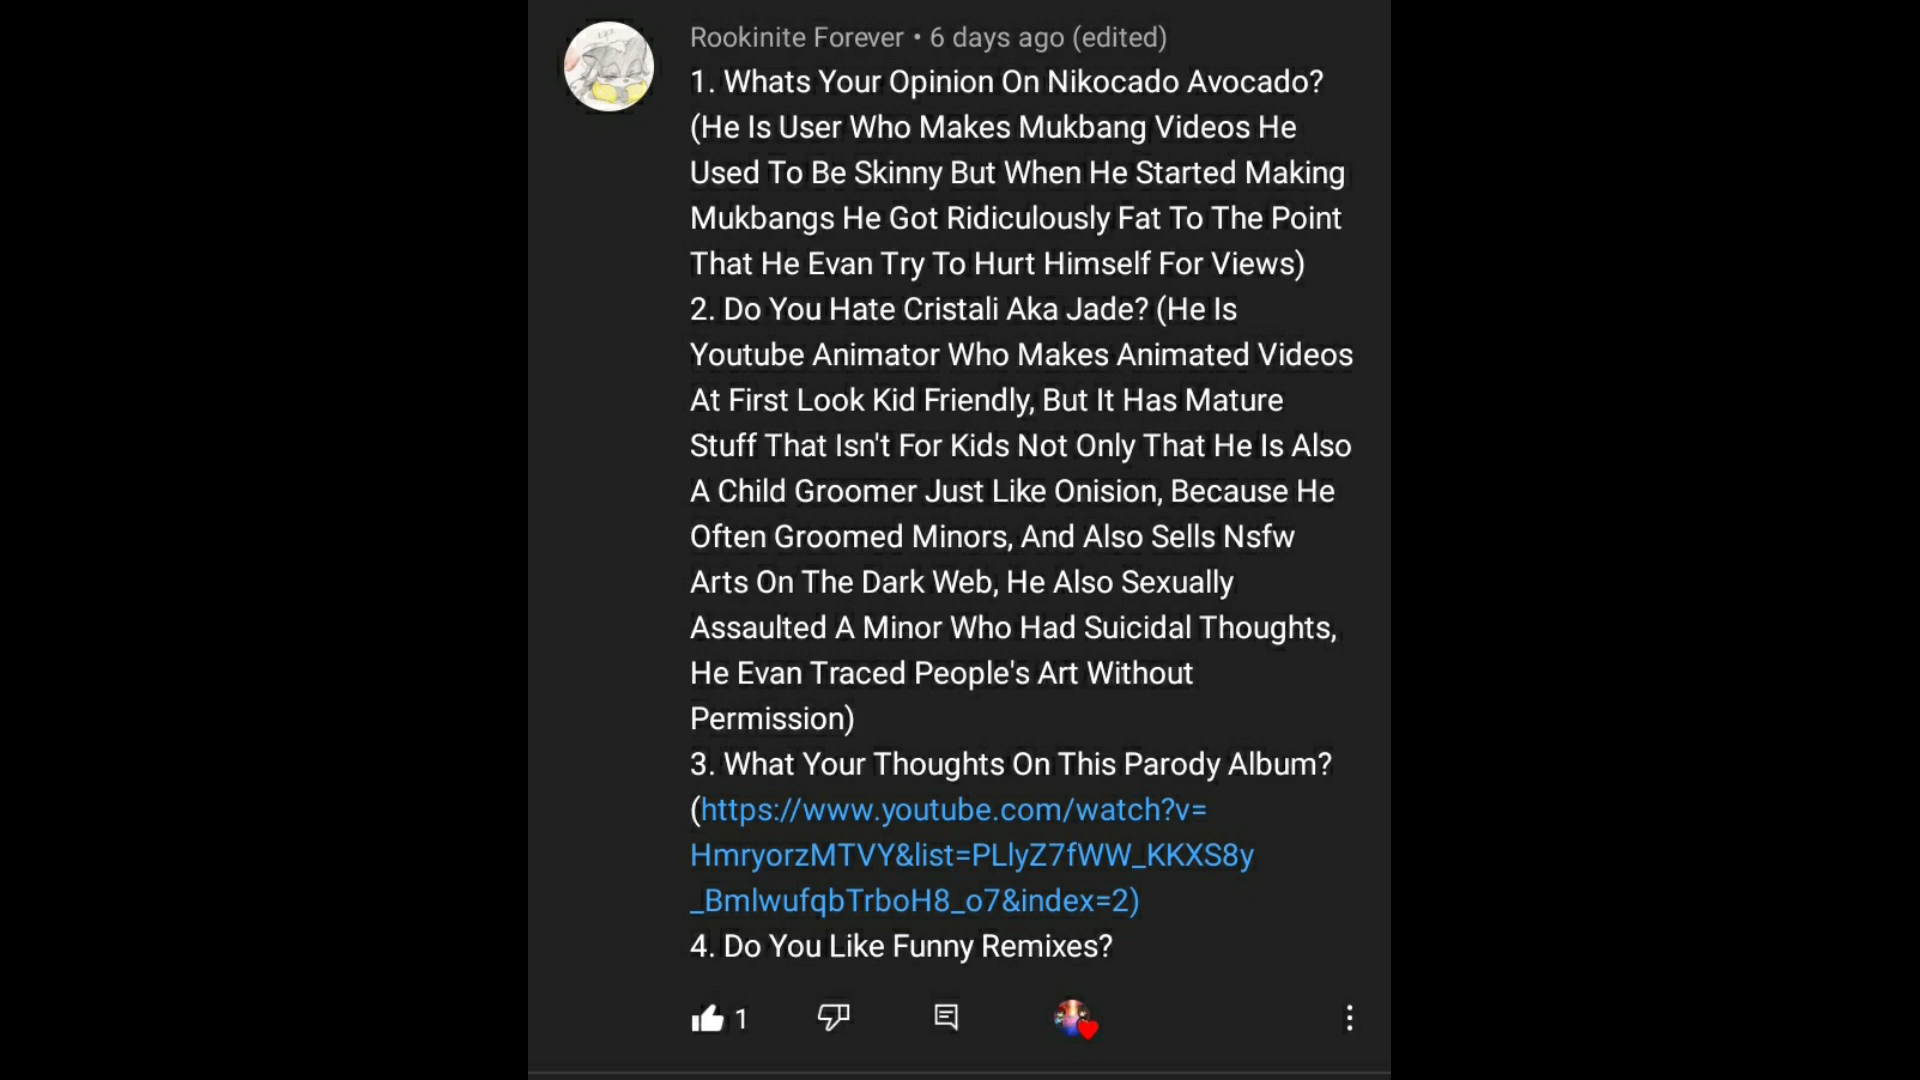 Rookinite Forever • 6 days ago (edited)
1. Whats Your Opinion On Nikocado Avocado?
(He Is User Who Makes Mukbang Videos He
Used To Be Skinny But When He Started Making
Mukbangs He Got Ridiculously Fat To The Point
That He Evan Try To Hurt Himself For Views)
2. Do You Hate Cristali Aka Jade? (He Is
Youtube Animator Who Makes Animated Videos
At First Look Kid Friendly, But It Has Mature
Stuff That Isn't For Kids Not Only That He Is Also
A Child Groomer Just Like Onision, Because He
Often Groomed Minors, And Also Sells Nsfw
Arts On The Dark Web, He Also Sexually
Assaulted A Minor Who Had Suicidal Thoughts,
He Evan Traced People's Art Without
Permission)
3. What Your Thoughts On This Parody Album?
(https://www.youtube.com/watch?v=
HmryorzMTVY&list=PLlyZ7fWW_KKXS8y
_BmlwufqbTrboH8_o7&index=2)
4. Do You Like Funny Remixes?
1